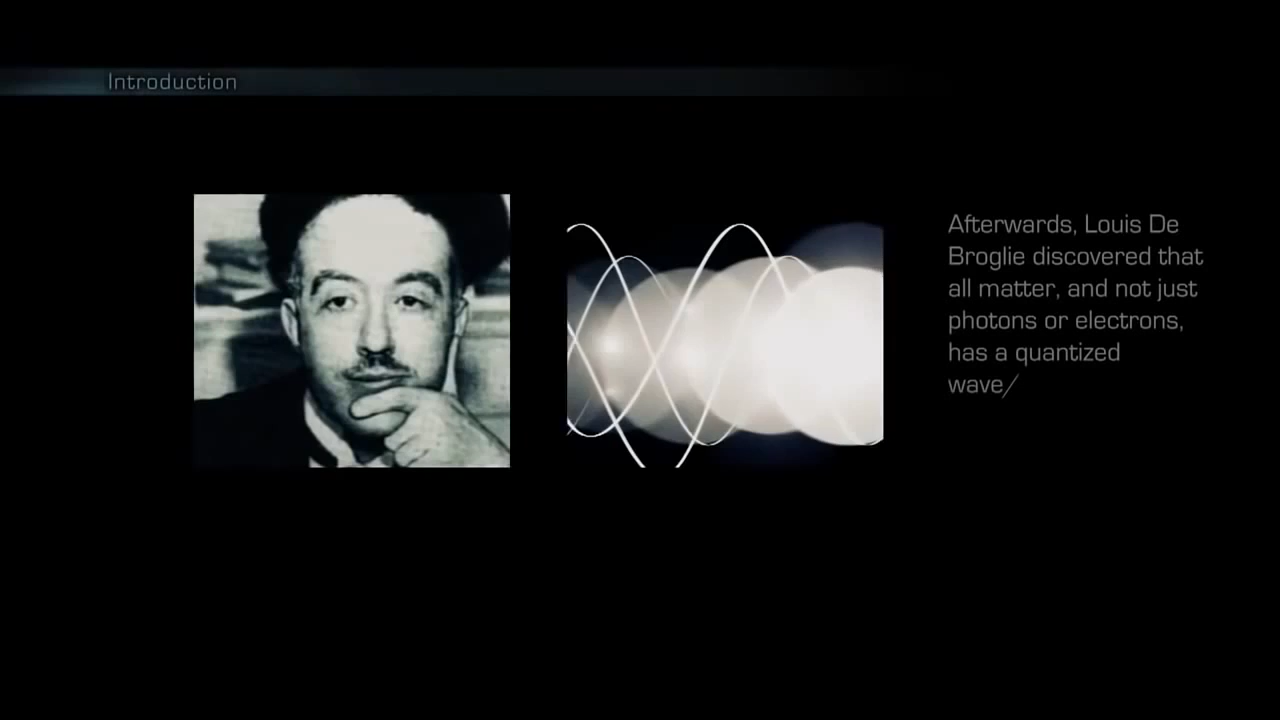 Introduction
Afterwards, Louis De
Broglie discovered that
all matter, and not just
photons or electrons,
has a quantized
wave/